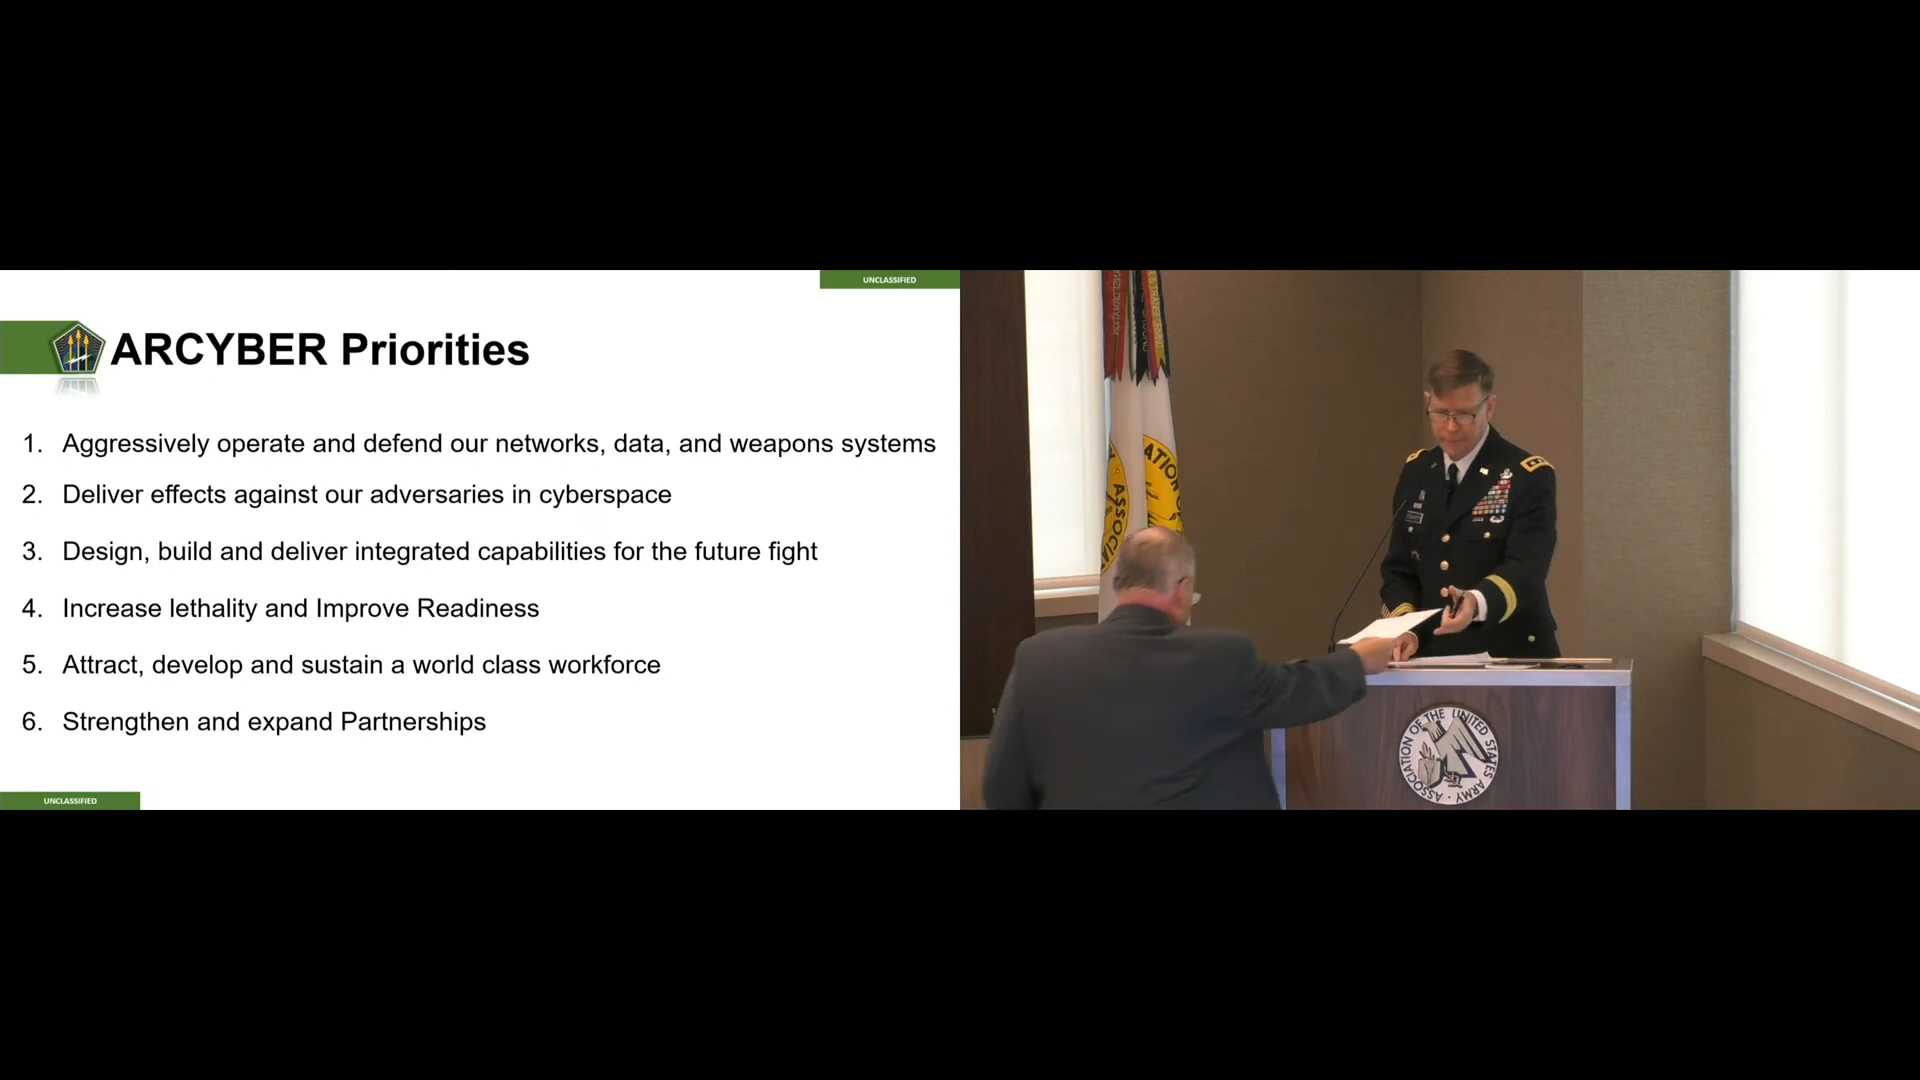 UNCLASSIFIED
ARCYBER Priorities
1. Aggressively operate and defend our networks, data, and weapons systems
2. Deliver effects against our adversaries in cyberspace
3. Design, build and deliver integrated capabilities for the future fight
4. Increase lethality and Improve Readiness
5. Attract, develop and sustain a world class workforce
6. Strengthen and expand Partnerships
UNCLASSIFIED
ATION O
ASSOCIA
ASSOCIATION OF THE UNITED STATES ARMY